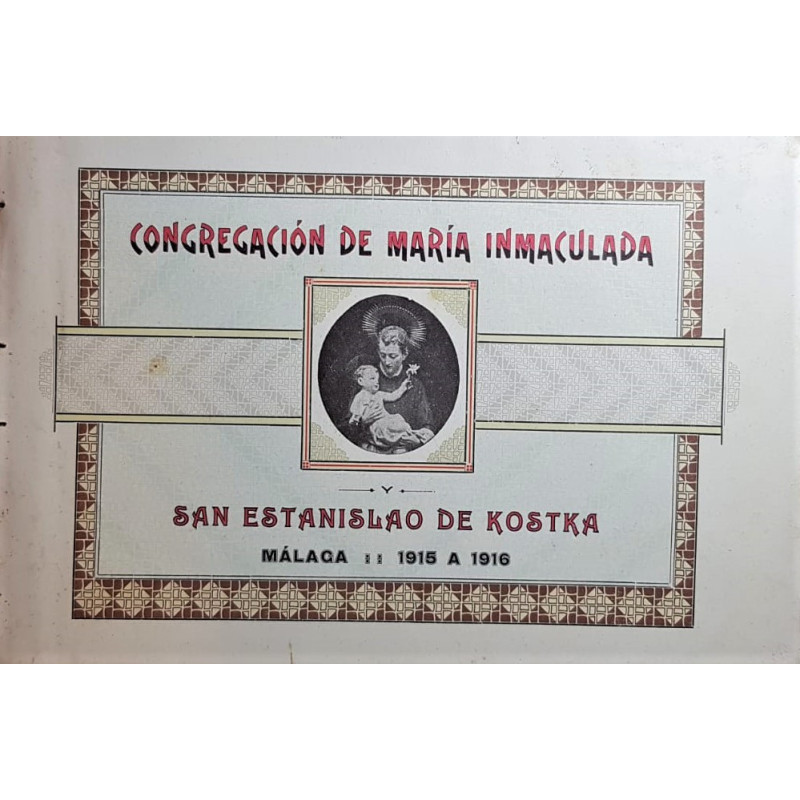 CONGREGACIÓN DE MARÍA INMACULADA
Y
SAN ESTANISLAO DE KOSTKA
MÁLAGA :: 1915 A 1916